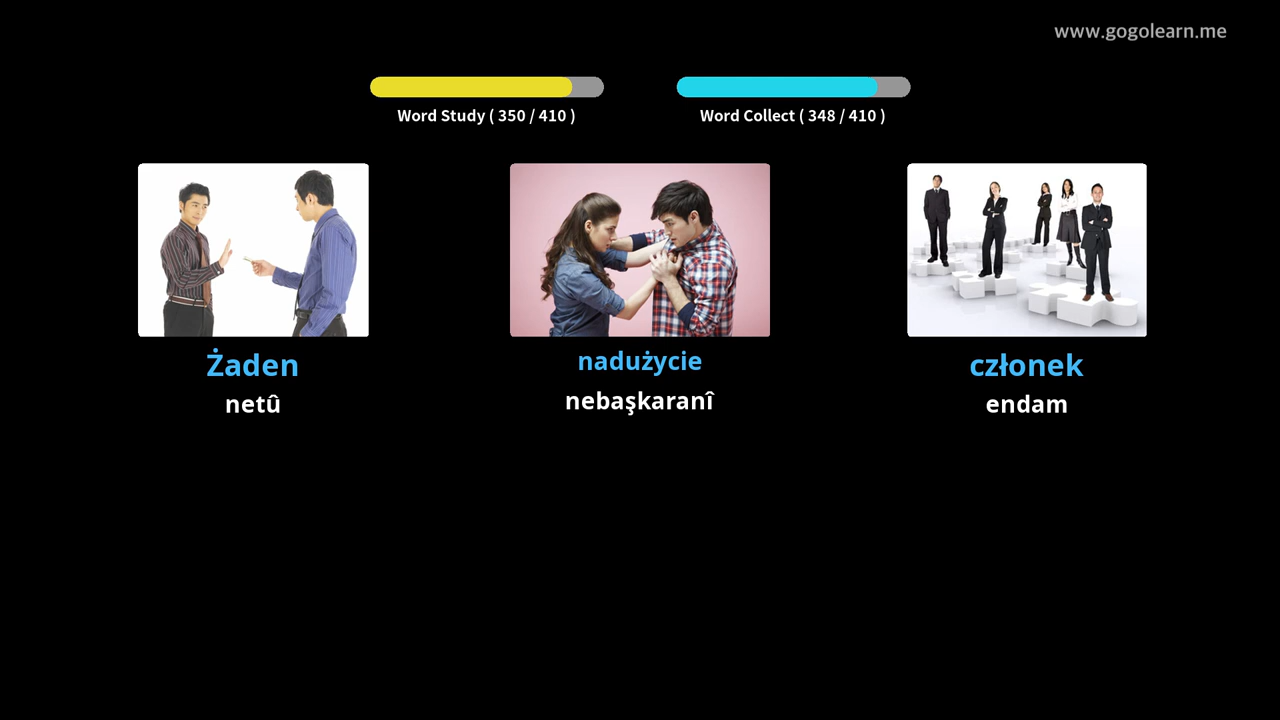 www.gogolearn.me
Word Study ( 350 / 410 )
Word Collect ( 348 / 410 )
Żaden
netû
nadużycie
nebaşkaranî
członek
endam